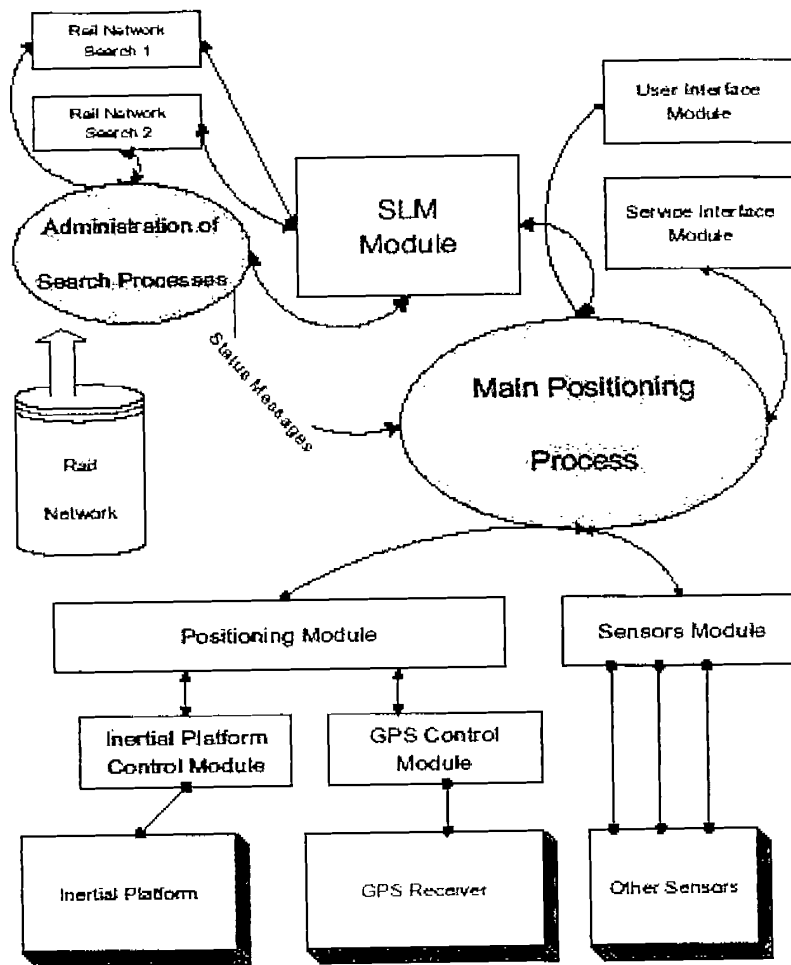 Rail Network
Search 1
Rail Network
Search 2
User Interface
Module
SLM
Module
Service Interface
Module
Administration of
Search Processes
Status Messages
Main Positioning
Process
Rail
Network
Positioning Module
Sensors Module
Inertial Platform
Control Module
GPS Control
Module
Inertial Platform
GPS Receiver
Other Sensors